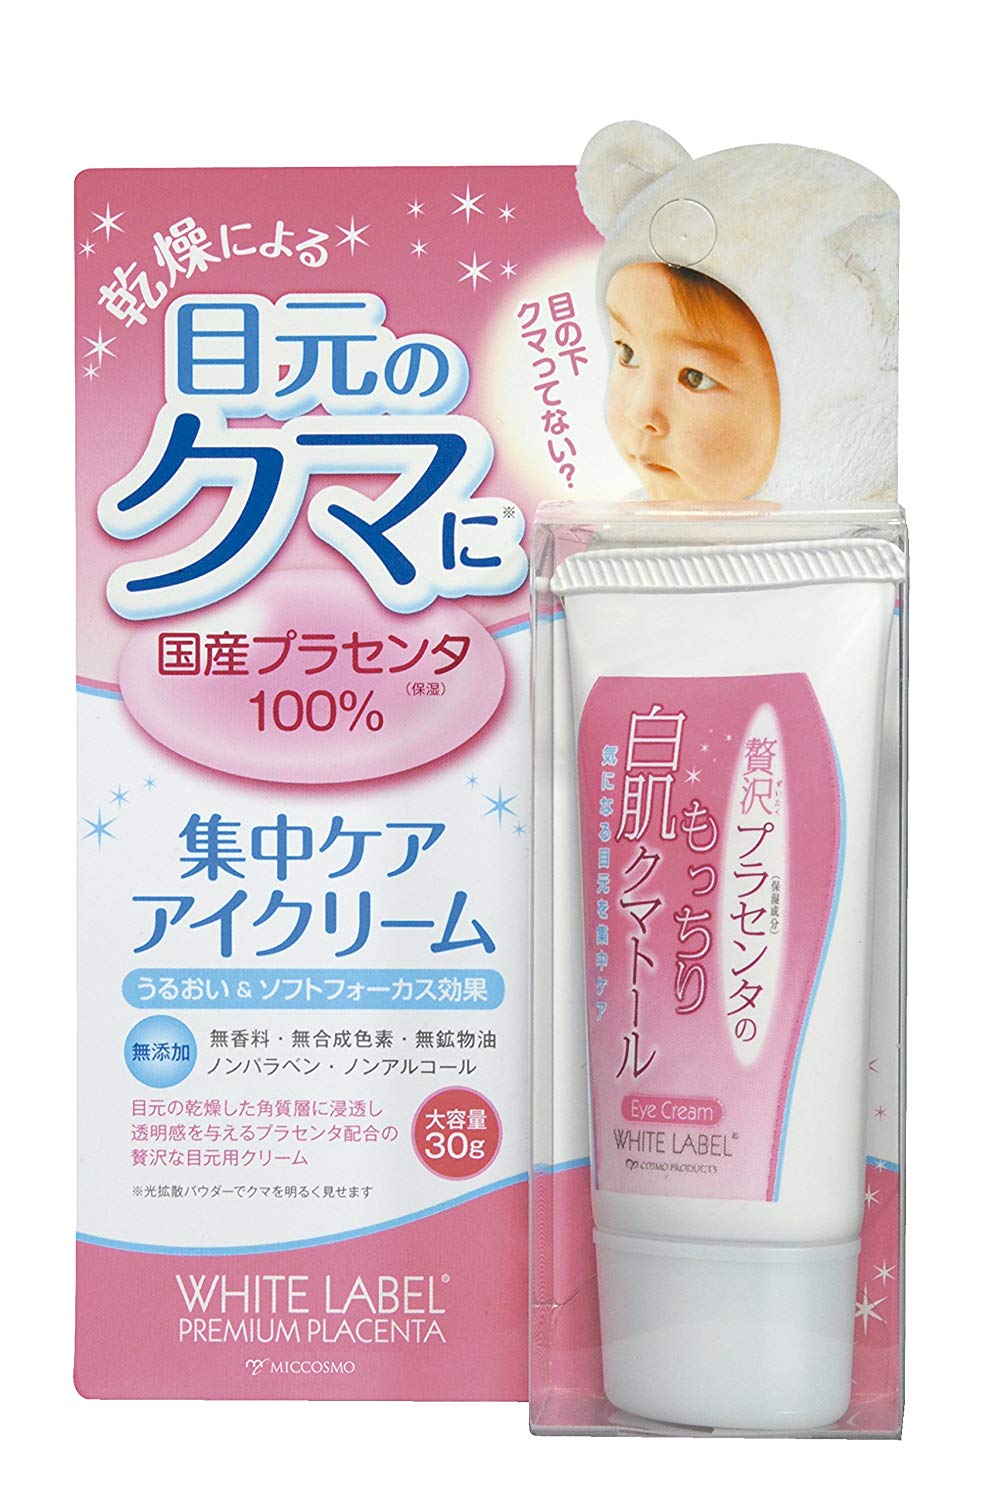 乾燥による
目元の
クマに※
国産プラセンタ
100%
(保湿)
集中ケア
アイクリーム
うるおい & ソフトフォーカス効果
無添加
無香料・無合成色素・無鉱物油
ノンパラベン・ノンアルコール
目元の乾燥した角質層に浸透し
透明感を与えるプラセンタ配合の
贅沢な目元用クリーム
大容量
30g
※光拡散パウダーでクマを明るく見せます
WHITE LABEL®
PREMIUM PLACENTA
MICCOSMO
目の下
クマってない?
贅沢プラセンタの
ぜいたく
(保湿成分)
もっちり
白肌クマトール
気になる目元を集中ケア
Eye Cream
WHITE LABEL®
COSMO PRODUCTS